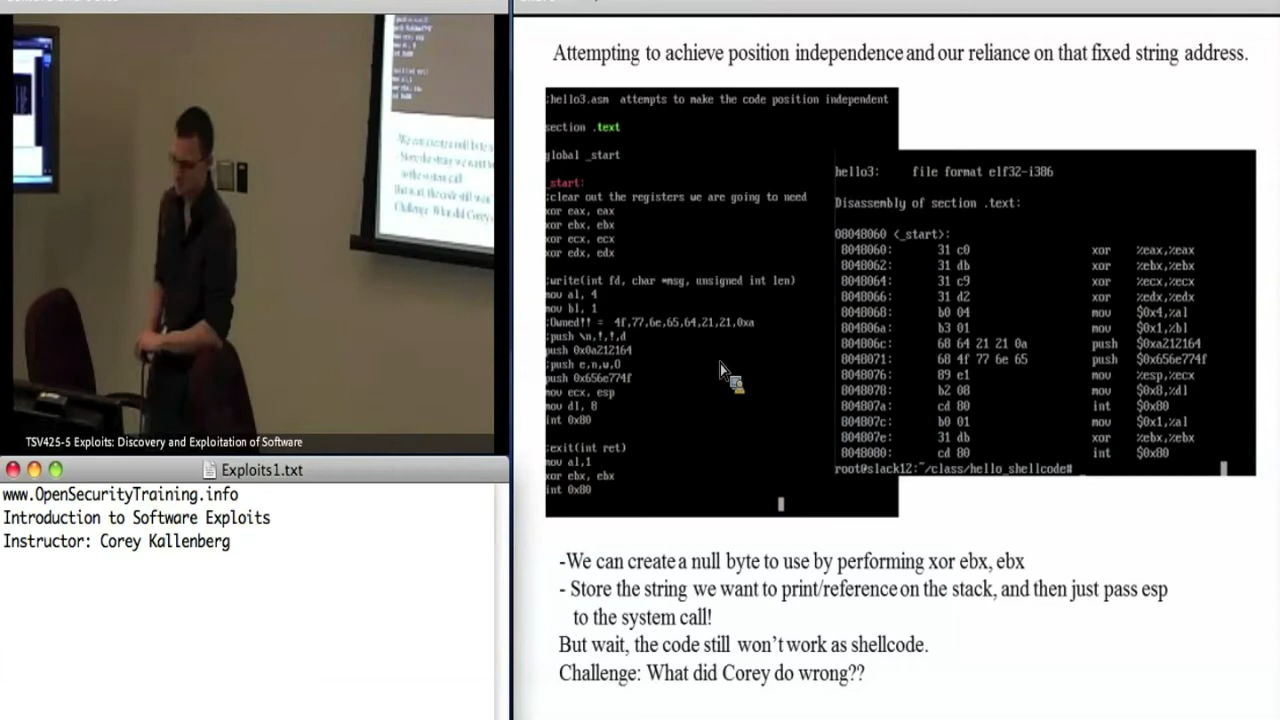 Attempting to achieve position independence and our reliance on that fixed string address.
;hello3.asm  attempts to make the code position independent
section .text
global _start
_start:
;clear out the registers we are going to need
xor eax, eax
xor ebx, ebx
xor ecx, ecx
xor edx, edx
;write(int fd, char *msg, unsigned int len)
mov al, 4
mov bl, 1
;Owned!! =  4f,77,6e,65,64,21,21,0xa
;push \n,!,!,d
push 0x0a212164
;push e,n,w,O
push 0x656e774f
mov ecx, esp
mov dl, 8
int 0x80
;exit(int ret)
mov al,1
xor ebx, ebx
int 0x80
hello3:     file format elf32-i386
Disassembly of section .text:
08048060 <_start>:
8048060:  31 c0  xor  %eax,%eax
8048062:  31 db  xor  %ebx,%ebx
8048064:  31 c9  xor  %ecx,%ecx
8048066:  31 d2  xor  %edx,%edx
8048068:  b0 04  mov  $0x4,%al
804806a:  b3 01  mov  $0x1,%bl
804806c:  68 64 21 21 0a  push  $0xa212164
8048071:  68 4f 77 6e 65  push  $0x656e774f
8048076:  89 e1  mov  %esp,%ecx
8048078:  b2 08  mov  $0x8,%dl
804807a:  cd 80  int  $0x80
804807c:  b0 01  mov  $0x1,%al
804807e:  31 db  xor  %ebx,%ebx
8048080:  cd 80  int  $0x80
root@slack12:~/class/hello_shellcode#
-We can create a null byte to use by performing xor ebx, ebx
- Store the string we want to print/reference on the stack, and then just pass esp
to the system call!
But wait, the code still won't work as shellcode.
Challenge: What did Corey do wrong??
TSV425-5 Exploits: Discovery and Exploitation of Software
Exploits1.txt
www.OpenSecurityTraining.info
Introduction to Software Exploits
Instructor: Corey Kallenberg